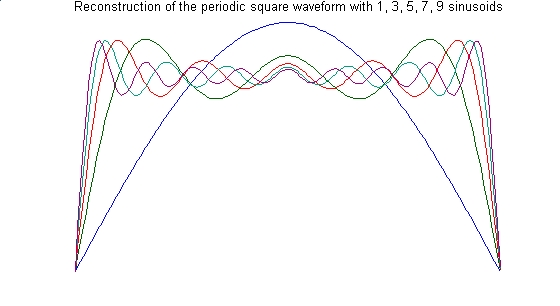 Reconstruction of the periodic square waveform with 1, 3, 5, 7, 9 sinusoids